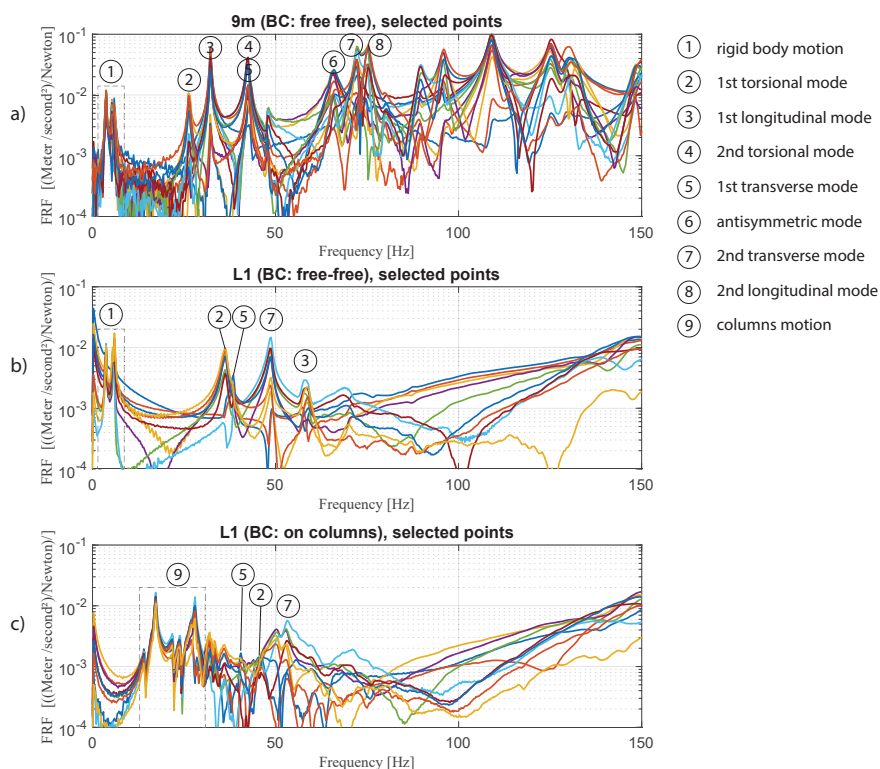 9m (BC: free free), selected points
a)
FRF [(Meter /second²)/Newton)]
10⁻¹
10⁻²
10⁻³
10⁻⁴
1
2
3
4
5
6
7
8
0
50
100
150
Frequency [Hz]
L1 (BC: free-free), selected points
b)
FRF [((Meter /second²)/Newton)/]
10⁻¹
10⁻²
10⁻³
10⁻⁴
1
2
5
7
3
0
50
100
150
Frequency [Hz]
L1 (BC: on columns), selected points
c)
FRF [((Meter /second²)/Newton)/]
10⁻¹
10⁻²
10⁻³
10⁻⁴
9
5
2
7
0
50
100
150
Frequency [Hz]
1 rigid body motion
2 1st torsional mode
3 1st longitudinal mode
4 2nd torsional mode
5 1st transverse mode
6 antisymmetric mode
7 2nd transverse mode
8 2nd longitudinal mode
9 columns motion